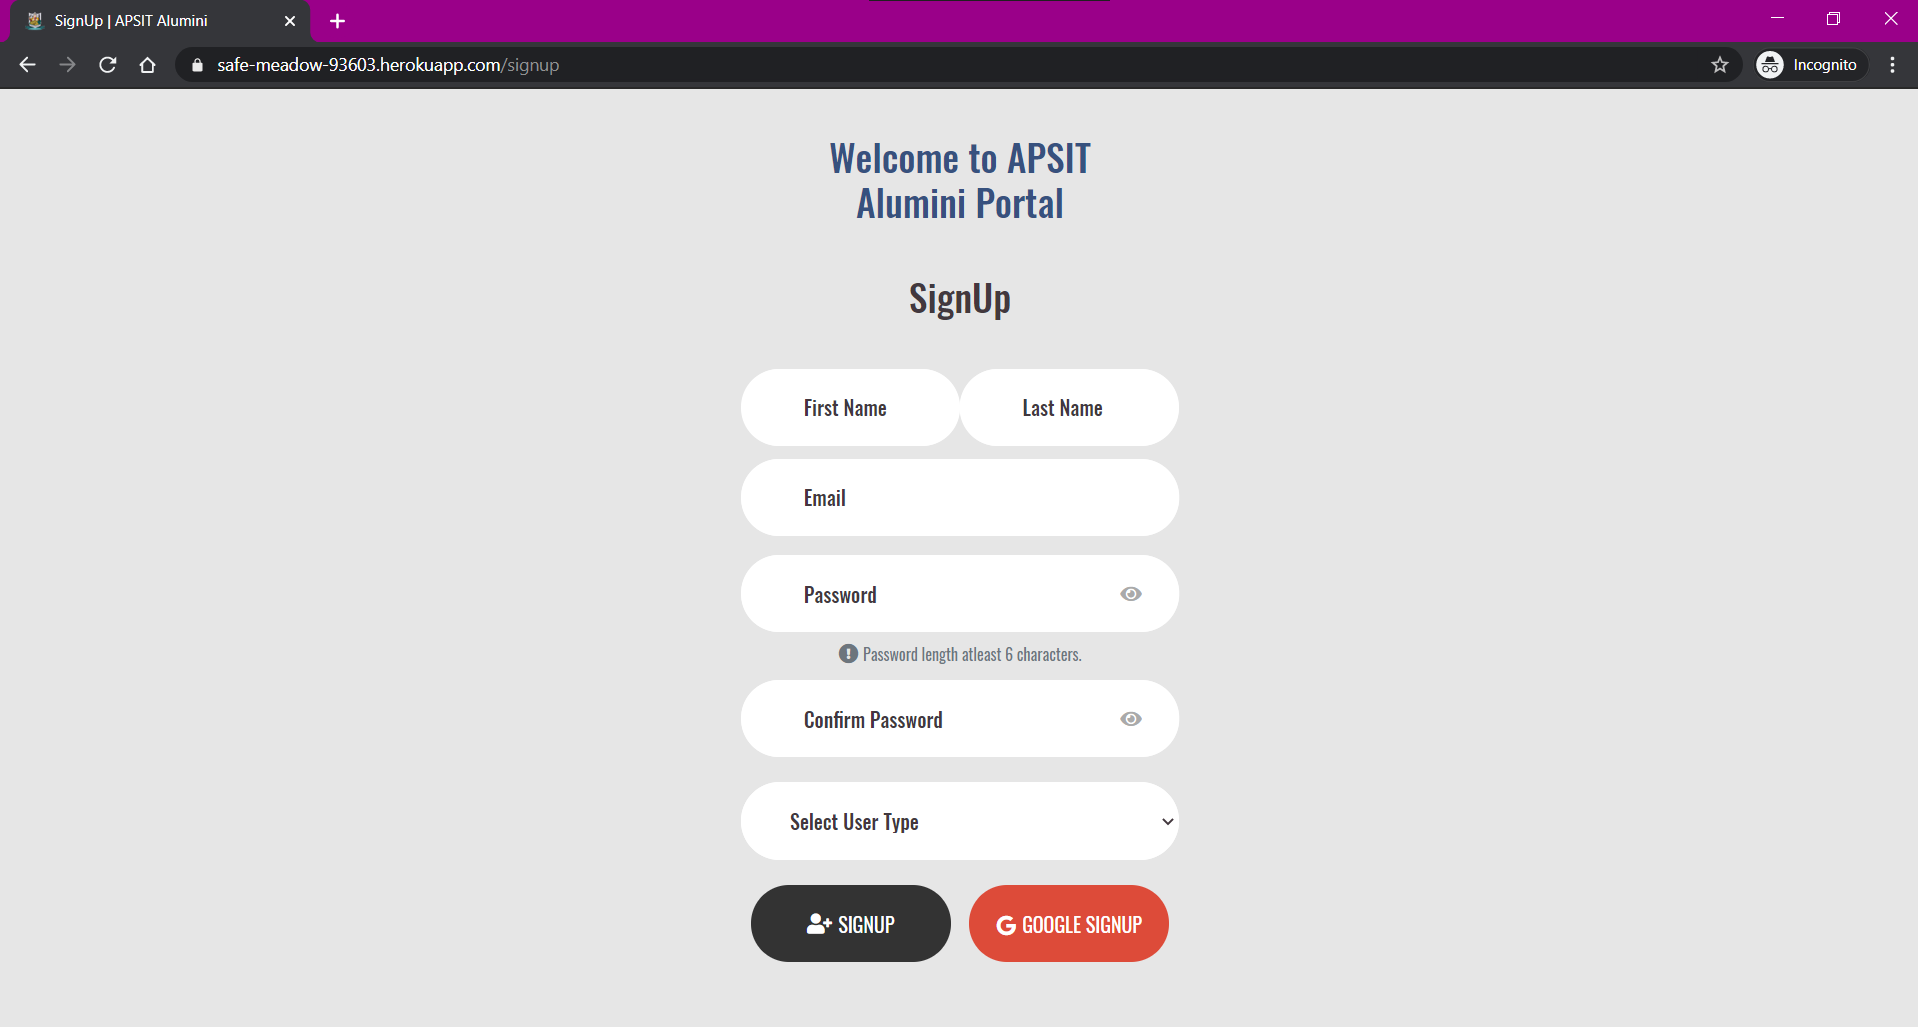 SignUp | APSIT Alumini
safe-meadow-93603.herokuapp.com/signup
Incognito
Welcome to APSIT
Alumini Portal
SignUp
First Name
Last Name
Email
Password
Password length atleast 6 characters.
Confirm Password
Select User Type
SIGNUP
GOOGLE SIGNUP